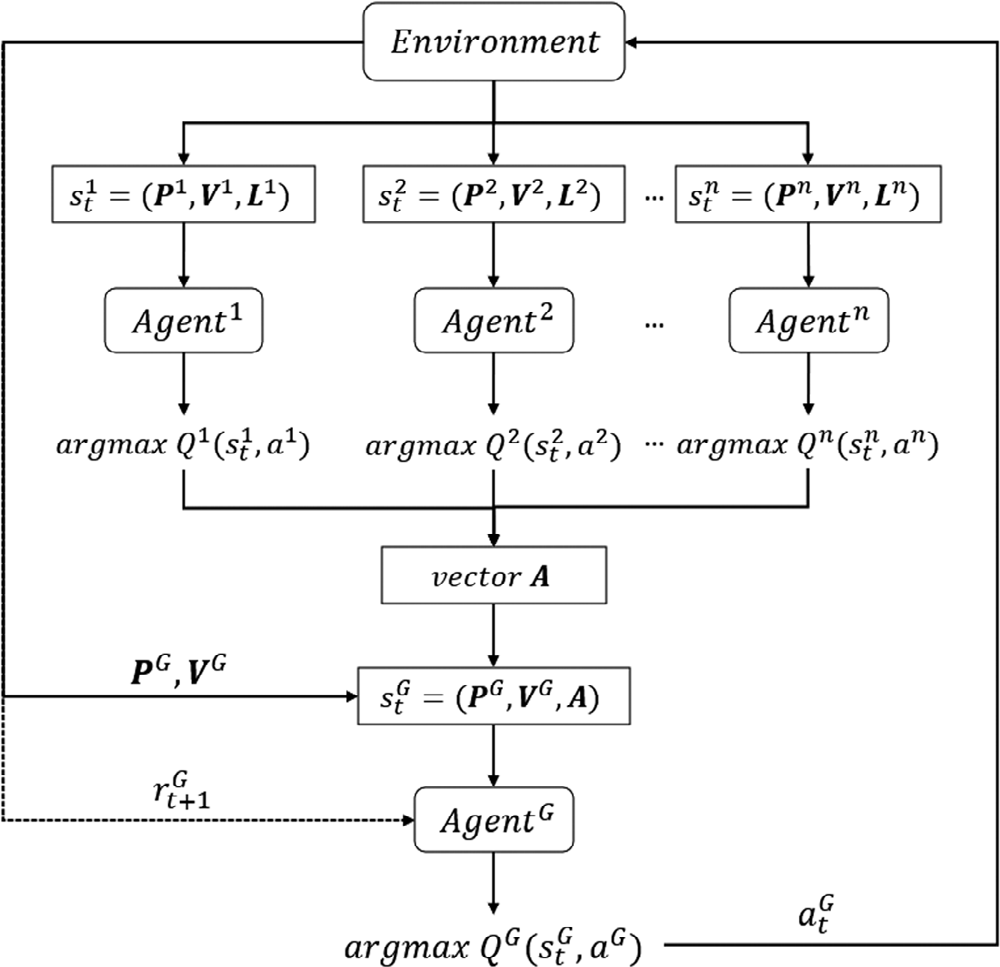 Environment
s_t^1 = (P^1, V^1, L^1) s_t^2 = (P^2, V^2, L^2) ... s_t^n = (P^n, V^n, L^n)
Agent^1 Agent^2 ... Agent^n
argmax Q^1(s_t^1, a^1) argmax Q^2(s_t^2, a^2) ... argmax Q^n(s_t^n, a^n)
vector A
P^G, V^G
s_t^G = (P^G, V^G, A)
r_{t+1}^G
Agent^G
a_t^G
argmax Q^G(s_t^G, a^G)